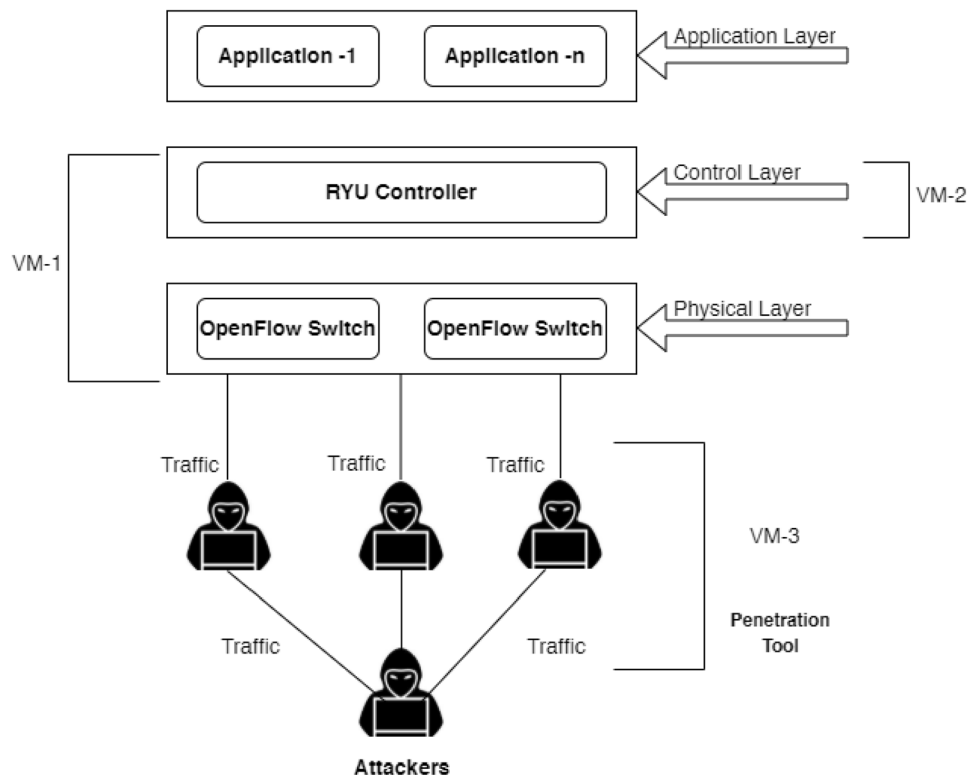 Application Layer
Application -1
Application -n
Control Layer
RYU Controller
VM-2
VM-1
Physical Layer
OpenFlow Switch
OpenFlow Switch
Traffic
Traffic
Traffic
VM-3
Penetration
Tool
Traffic
Traffic
Attackers